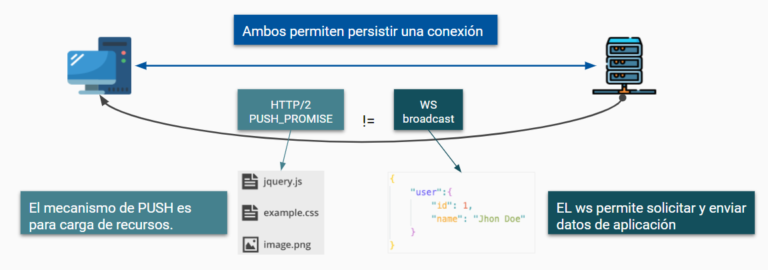 Ambos permiten persistir una conexión
HTTP/2
PUSH_PROMISE
!=
WS
broadcast
jquery.js
example.css
image.png
{
"user":{
"id": 1,
"name": "Jhon Doe"
}
}
El mecanismo de PUSH es
para carga de recursos.
EL ws permite solicitar y enviar
datos de aplicación